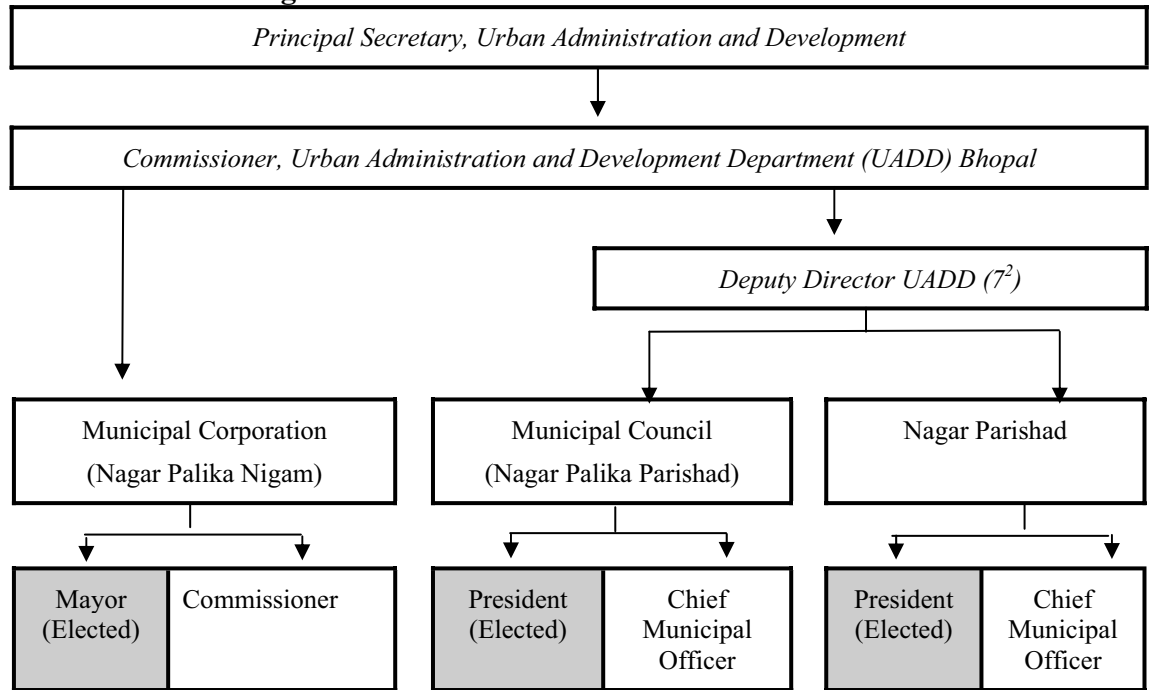 Principal Secretary, Urban Administration and Development
Commissioner, Urban Administration and Development Department (UADD) Bhopal
Deputy Director UADD (7²)
Municipal Corporation
(Nagar Palika Nigam)
Municipal Council
(Nagar Palika Parishad)
Nagar Parishad
Mayor
(Elected)
Commissioner
President
(Elected)
Chief
Municipal
Officer
President
(Elected)
Chief
Municipal
Officer